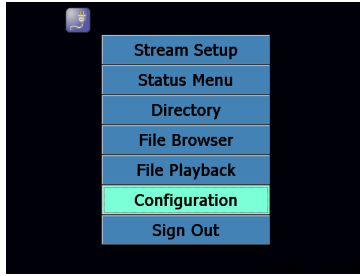 Stream Setup
Status Menu
Directory
File Browser
File Playback
Configuration
Sign Out